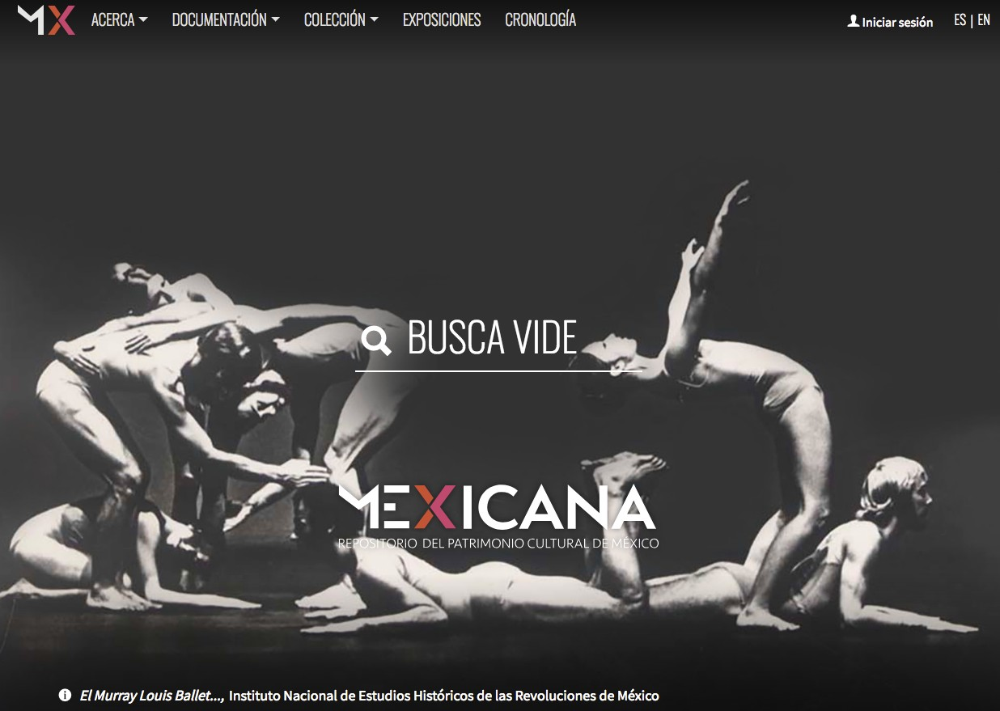 MX ACERCA DOCUMENTACIÓN COLECCIÓN EXPOSICIONES CRONOLOGÍA Iniciar sesión ES | EN
BUSCA VIDE
MEXICANA
REPOSITORIO DEL PATRIMONIO CULTURAL DE MÉXICO
El Murray Louis Ballet..., Instituto Nacional de Estudios Históricos de las Revoluciones de México